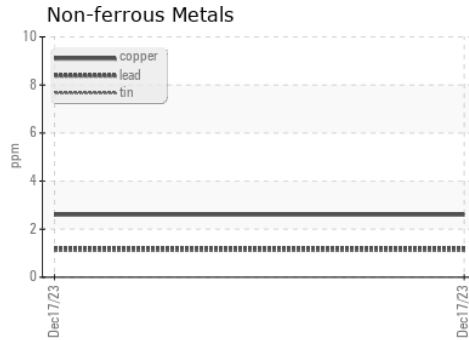 Non-ferrous Metals
10
8
6
4
2
0
ppm
copper
lead
tin
Dec17/23
Dec17/23